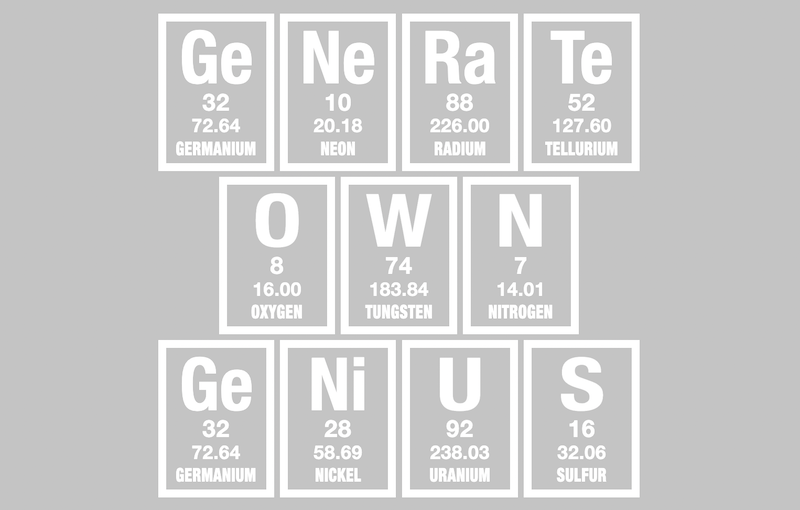 Ge Ne Ra Te
32 10 88 52
72.64 20.18 226.00 127.60
GERMANIUM NEON RADIUM TELLURIUM
O W N
8 74 7
16.00 183.84 14.01
OXYGEN TUNGSTEN NITROGEN
Ge Ni U S
32 28 92 16
72.64 58.69 238.03 32.06
GERMANIUM NICKEL URANIUM SULFUR